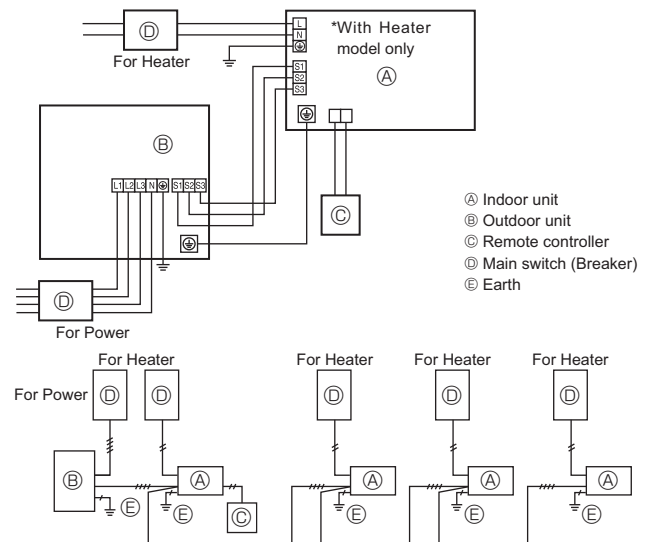 Ⓓ
For Heater
L
N
*With Heater
model only
Ⓐ
S1
S2
S3
Ⓑ
L1 L2 L3 N S1 S2 S3
Ⓒ
Ⓐ Indoor unit
Ⓑ Outdoor unit
Ⓒ Remote controller
Ⓓ Main switch (Breaker)
Ⓔ Earth
Ⓓ
For Power
For Heater For Heater For Heater For Heater
For Power Ⓓ Ⓓ Ⓓ Ⓓ Ⓓ
Ⓑ Ⓐ Ⓐ Ⓐ Ⓐ
Ⓔ Ⓔ Ⓒ Ⓔ Ⓔ Ⓔ